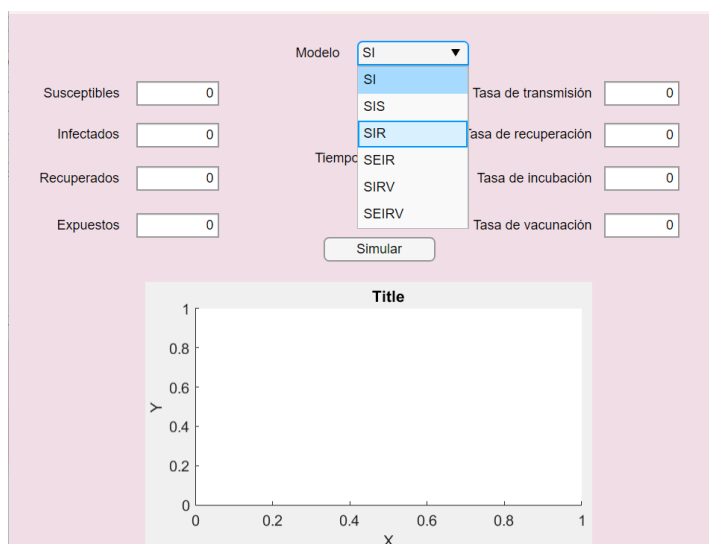 Modelo SI
SI
Susceptibles 0
Tasa de transmisión 0
SIS
Infectados 0
SIR
Tasa de recuperación 0
Tiempo
SEIR
Recuperados 0
SIRV
Tasa de incubación 0
SEIRV
Expuestos 0
Tasa de vacunación 0
Simular
Title
1
0.8
0.6
Y
0.4
0.2
0
0 0.2 0.4 0.6 0.8 1
X